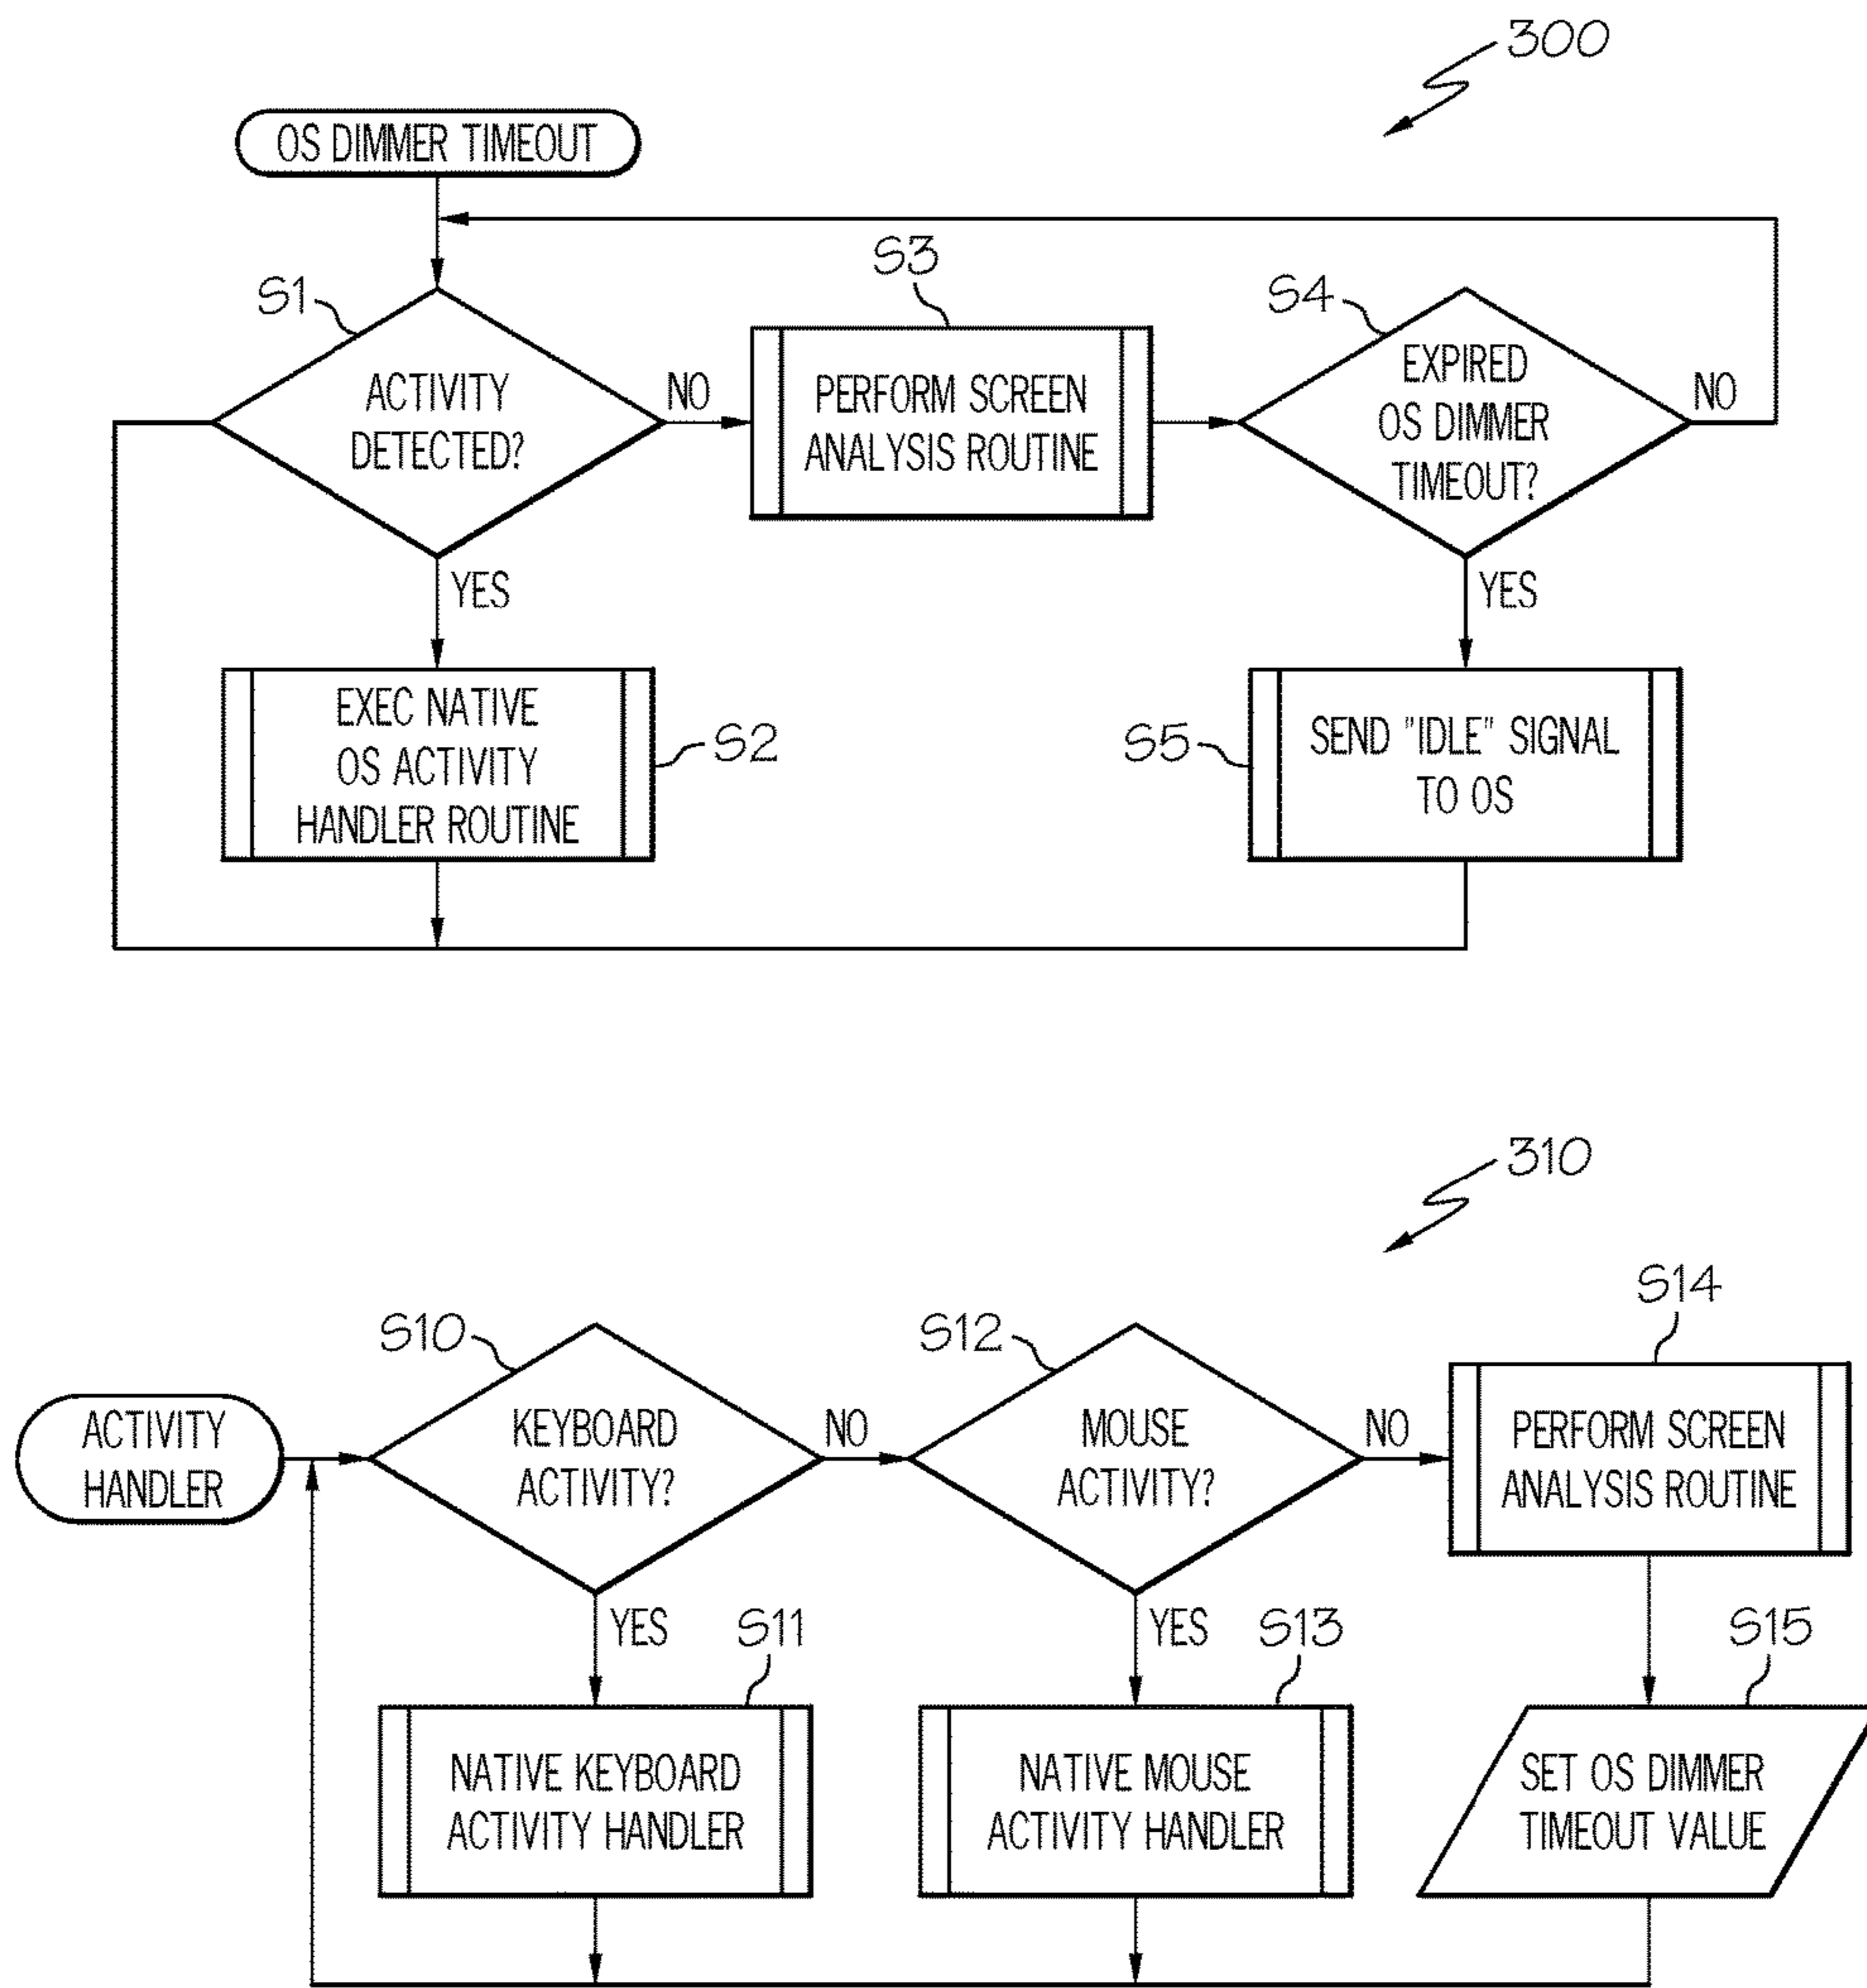 300
OS DIMMER TIMEOUT
S1
S3
S4
ACTIVITY
DETECTED?
NO
PERFORM SCREEN
ANALYSIS ROUTINE
EXPIRED
OS DIMMER
TIMEOUT?
NO
YES
YES
EXEC NATIVE
OS ACTIVITY
HANDLER ROUTINE
S2
S5
SEND "IDLE" SIGNAL
TO OS
310
S10
S12
S14
ACTIVITY
HANDLER
KEYBOARD
ACTIVITY?
NO
MOUSE
ACTIVITY?
NO
PERFORM SCREEN
ANALYSIS ROUTINE
YES
S11
YES
S13
S15
NATIVE KEYBOARD
ACTIVITY HANDLER
NATIVE MOUSE
ACTIVITY HANDLER
SET OS DIMMER
TIMEOUT VALUE